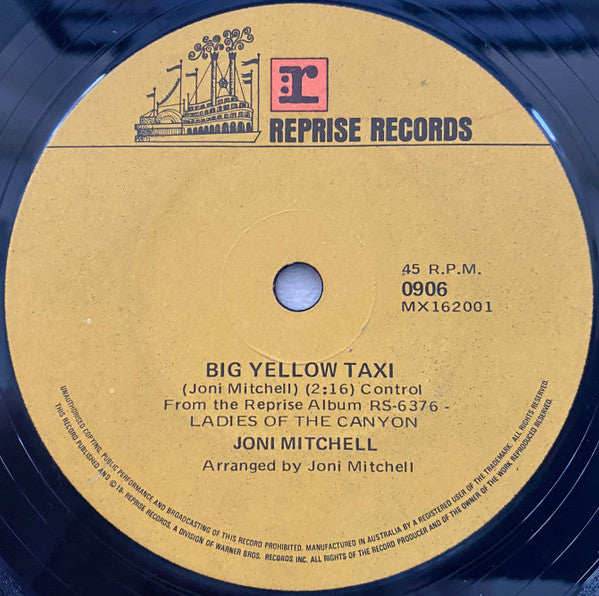 r
REPRISE RECORDS
45 R.P.M.
0906
MX162001
BIG YELLOW TAXI
(Joni Mitchell) (2:16) Control
From the Reprise Album RS-6376 -
LADIES OF THE CANYON
JONI MITCHELL
Arranged by Joni Mitchell
UNAUTHORISED COPYING, PUBLIC PERFORMANCE AND BROADCASTING OF THIS RECORD PROHIBITED. MANUFACTURED IN AUSTRALIA BY A REGISTERED USER OF THE TRADEMARK. ALL RIGHTS RESERVED.
THIS RECORD PUBLISHED AND © 19- REPRISE RECORDS, A DIVISION OF WARNER BROS. RECORDS INC. ALL RIGHTS OF THE RECORD PRODUCER AND OF THE OWNER OF THE WORK REPRODUCED RESERVED.